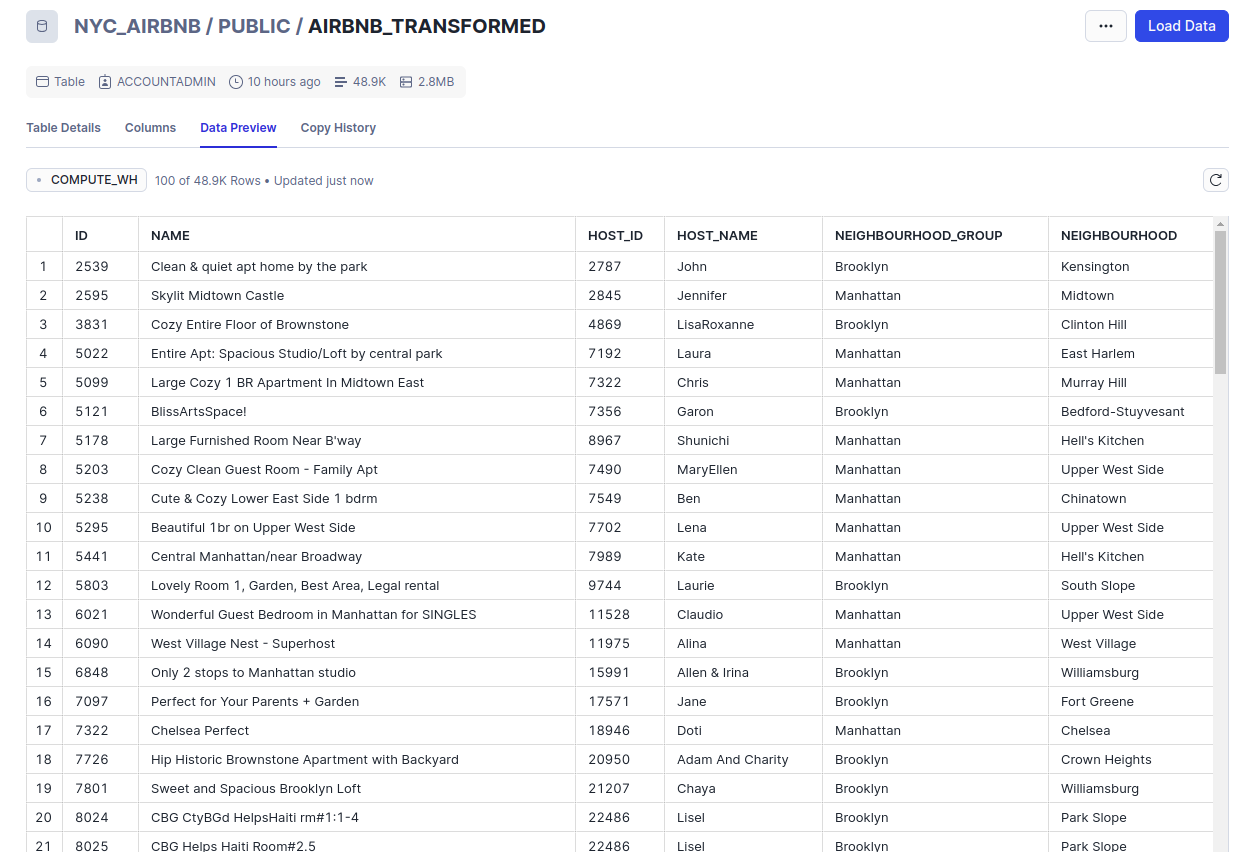 NYC_AIRBNB / PUBLIC / AIRBNB_TRANSFORMED
... Load Data
Table ACCOUNTADMIN 10 hours ago 48.9K 2.8MB
Table Details Columns Data Preview Copy History
COMPUTE_WH 100 of 48.9K Rows • Updated just now
ID NAME HOST_ID HOST_NAME NEIGHBOURHOOD_GROUP NEIGHBOURHOOD
1 2539 Clean & quiet apt home by the park 2787 John Brooklyn Kensington
2 2595 Skylit Midtown Castle 2845 Jennifer Manhattan Midtown
3 3831 Cozy Entire Floor of Brownstone 4869 LisaRoxanne Brooklyn Clinton Hill
4 5022 Entire Apt: Spacious Studio/Loft by central park 7192 Laura Manhattan East Harlem
5 5099 Large Cozy 1 BR Apartment In Midtown East 7322 Chris Manhattan Murray Hill
6 5121 BlissArtsSpace! 7356 Garon Brooklyn Bedford-Stuyvesant
7 5178 Large Furnished Room Near B'way 8967 Shunichi Manhattan Hell's Kitchen
8 5203 Cozy Clean Guest Room - Family Apt 7490 MaryEllen Manhattan Upper West Side
9 5238 Cute & Cozy Lower East Side 1 bdrm 7549 Ben Manhattan Chinatown
10 5295 Beautiful 1br on Upper West Side 7702 Lena Manhattan Upper West Side
11 5441 Central Manhattan/near Broadway 7989 Kate Manhattan Hell's Kitchen
12 5803 Lovely Room 1, Garden, Best Area, Legal rental 9744 Laurie Brooklyn South Slope
13 6021 Wonderful Guest Bedroom in Manhattan for SINGLES 11528 Claudio Manhattan Upper West Side
14 6090 West Village Nest - Superhost 11975 Alina Manhattan West Village
15 6848 Only 2 stops to Manhattan studio 15991 Allen & Irina Brooklyn Williamsburg
16 7097 Perfect for Your Parents + Garden 17571 Jane Brooklyn Fort Greene
17 7322 Chelsea Perfect 18946 Doti Manhattan Chelsea
18 7726 Hip Historic Brownstone Apartment with Backyard 20950 Adam And Charity Brooklyn Crown Heights
19 7801 Sweet and Spacious Brooklyn Loft 21207 Chaya Brooklyn Williamsburg
20 8024 CBG CtyBGd HelpsHaiti rm#1:1-4 22486 Lisel Brooklyn Park Slope
21 8025 CBG Helps Haiti Room#2.5 22486 Lisel Brooklyn Park Slope